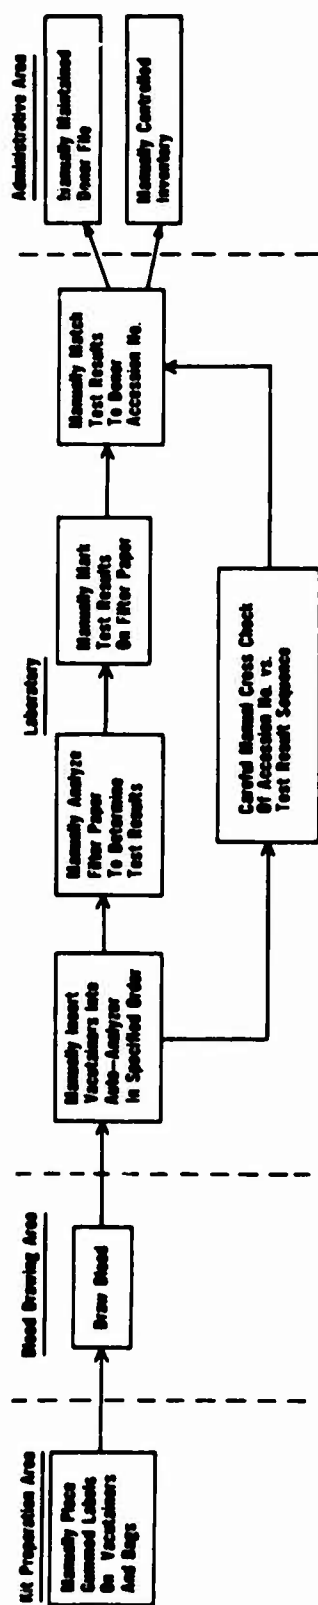 Kit Preparation Area
Manually Place
Gummed Labels
On Vacutainers
And Bags
Blood Drawing Area
Draw Blood
Laboratory
Manually Insert
Vacutainers Into
Auto-Analyzer
In Specified Order
Manually Analyze
Filter Paper
To Determine
Test Results
Manually Mark
Test Results
On Filter Paper
Manually Match
Test Results
To Donor
Accession No.
Careful Manual Cross Check
Of Accession No. vs.
Test Result Sequence
Administrative Area
Manually Maintained
Donor File
Manually Controlled
Inventory